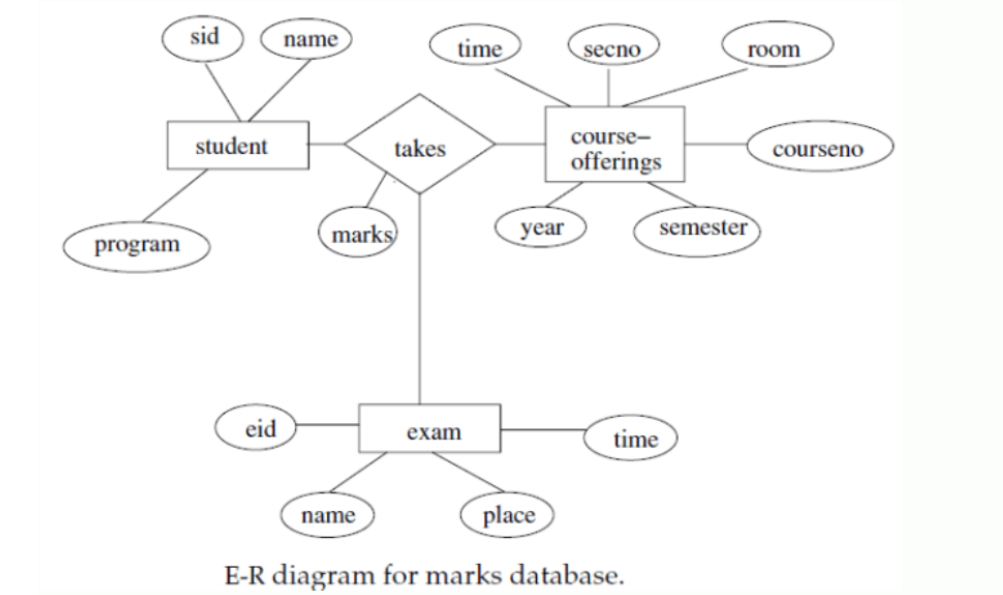 sid
name
time
secno
room
student
takes
course–
offerings
courseno
program
marks
year
semester
eid
exam
time
name
place
E-R diagram for marks database.